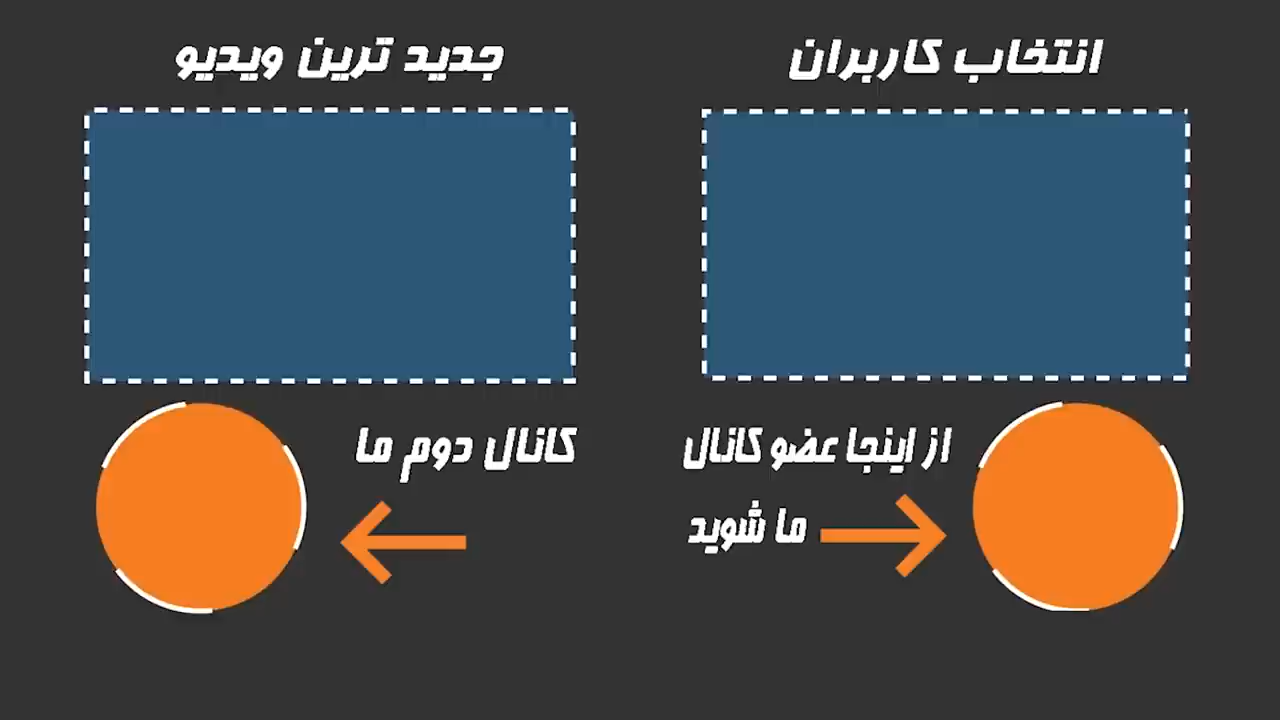 انتخاب کاربران
جدید ترین ویدیو
از اینجا عضو کانال
ما شوید
کانال دوم ما